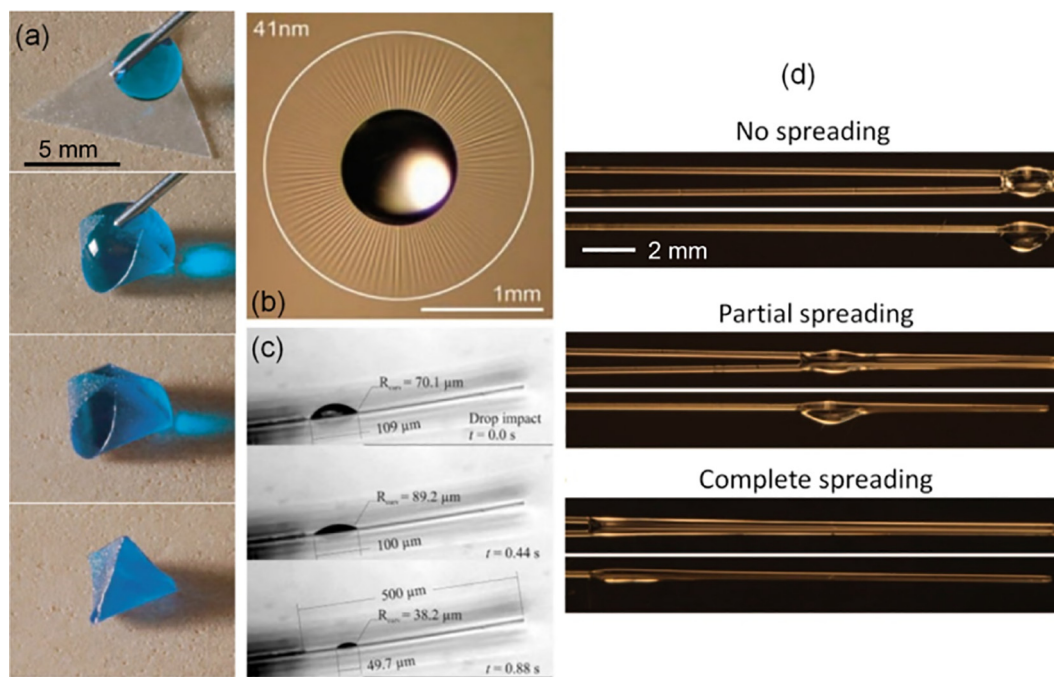 (a)
5 mm
41nm
(b)
1mm
(c)
R_curv = 70.1 µm
109 µm
Drop impact
t = 0.0 s
R_curv = 89.2 µm
100 µm
t = 0.44 s
500 µm
R_curv = 38.2 µm
49.7 µm
t = 0.88 s
(d)
No spreading
2 mm
Partial spreading
Complete spreading